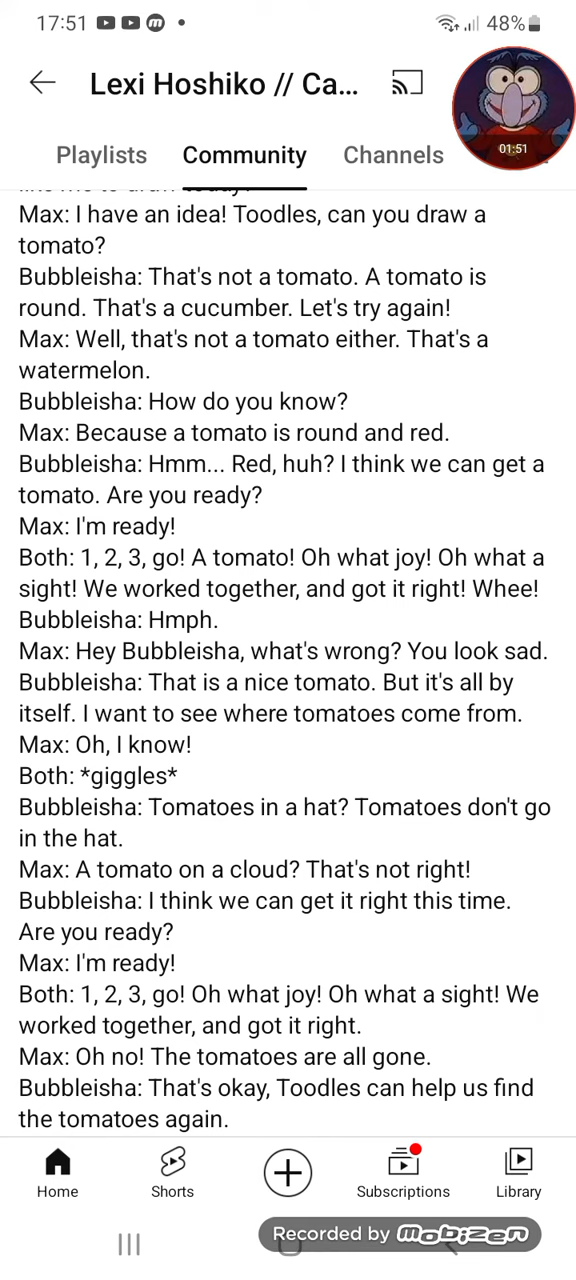 17:51
48%
Lexi Hoshiko // Ca...
01:51
Playlists
Community
Channels
Max: I have an idea! Toodles, can you draw a
tomato?
Bubbleisha: That's not a tomato. A tomato is
round. That's a cucumber. Let's try again!
Max: Well, that's not a tomato either. That's a
watermelon.
Bubbleisha: How do you know?
Max: Because a tomato is round and red.
Bubbleisha: Hmm... Red, huh? I think we can get a
tomato. Are you ready?
Max: I'm ready!
Both: 1, 2, 3, go! A tomato! Oh what joy! Oh what a
sight! We worked together, and got it right! Whee!
Bubbleisha: Hmph.
Max: Hey Bubbleisha, what's wrong? You look sad.
Bubbleisha: That is a nice tomato. But it's all by
itself. I want to see where tomatoes come from.
Max: Oh, I know!
Both: *giggles*
Bubbleisha: Tomatoes in a hat? Tomatoes don't go
in the hat.
Max: A tomato on a cloud? That's not right!
Bubbleisha: I think we can get it right this time.
Are you ready?
Max: I'm ready!
Both: 1, 2, 3, go! Oh what joy! Oh what a sight! We
worked together, and got it right.
Max: Oh no! The tomatoes are all gone.
Bubbleisha: That's okay, Toodles can help us find
the tomatoes again.
Home
Shorts
Subscriptions
Library
Recorded by mobizen